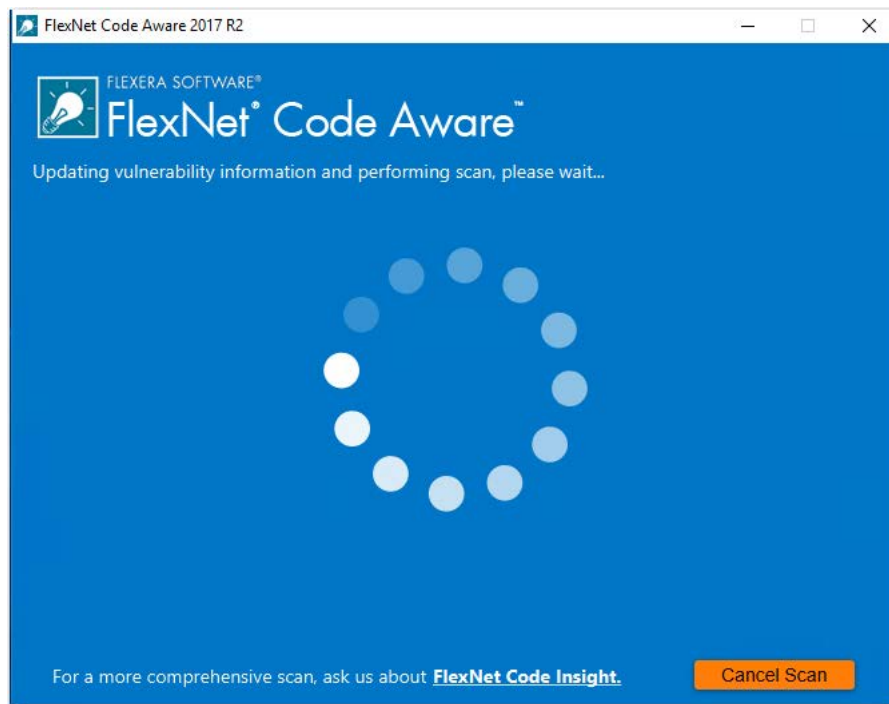 FlexNet Code Aware 2017 R2
FLEXERA SOFTWARE®
FlexNet® Code Aware™
Updating vulnerability information and performing scan, please wait...
For a more comprehensive scan, ask us about FlexNet Code Insight.
Cancel Scan